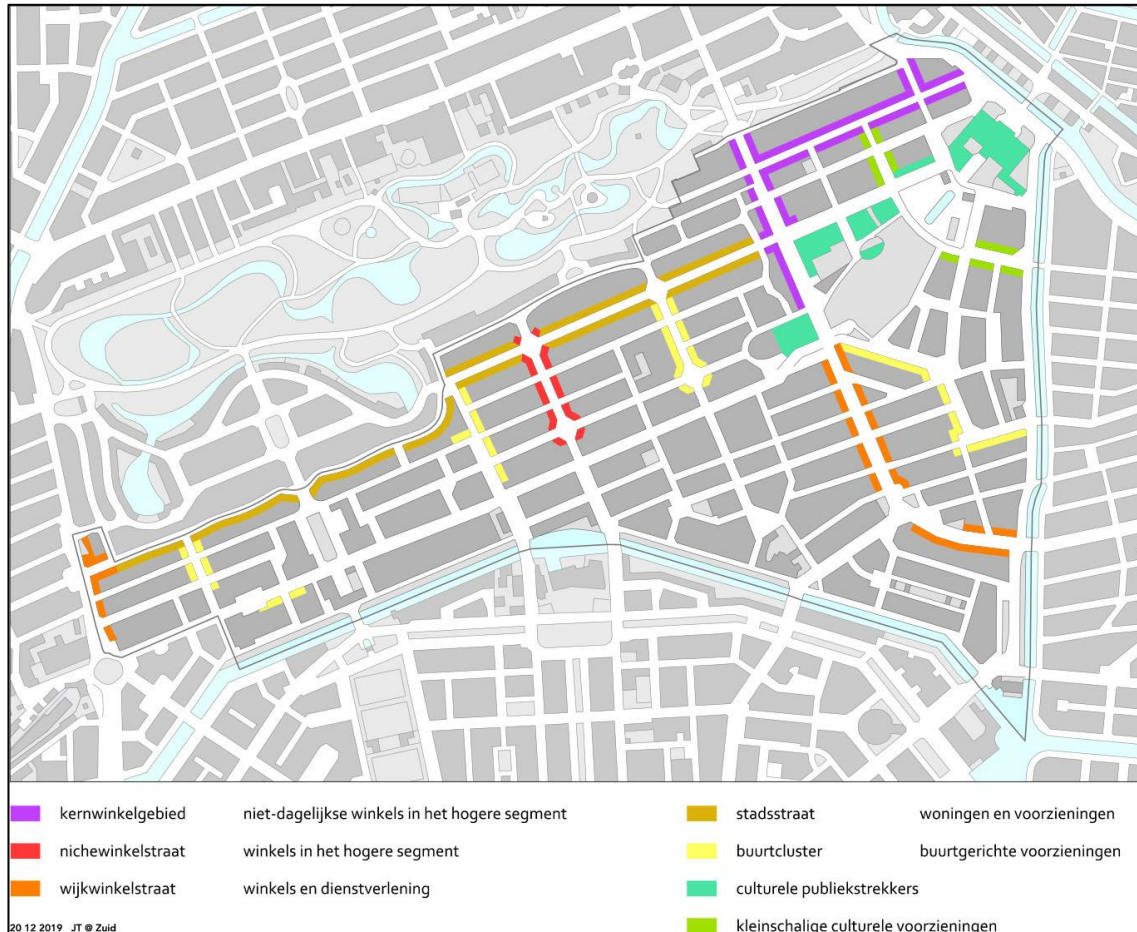 kernwinkelgebied niet-dagelijkse winkels in het hogere segment
nichewinkelstraat winkels in het hogere segment
wijkwinkelstraat winkels en dienstverlening
20 12 2019 JT @ Zuid
stadsstraat woningen en voorzieningen
buurtcluster buurtgerichte voorzieningen
culturele publiekstrekkers
kleinschalige culturele voorzieningen